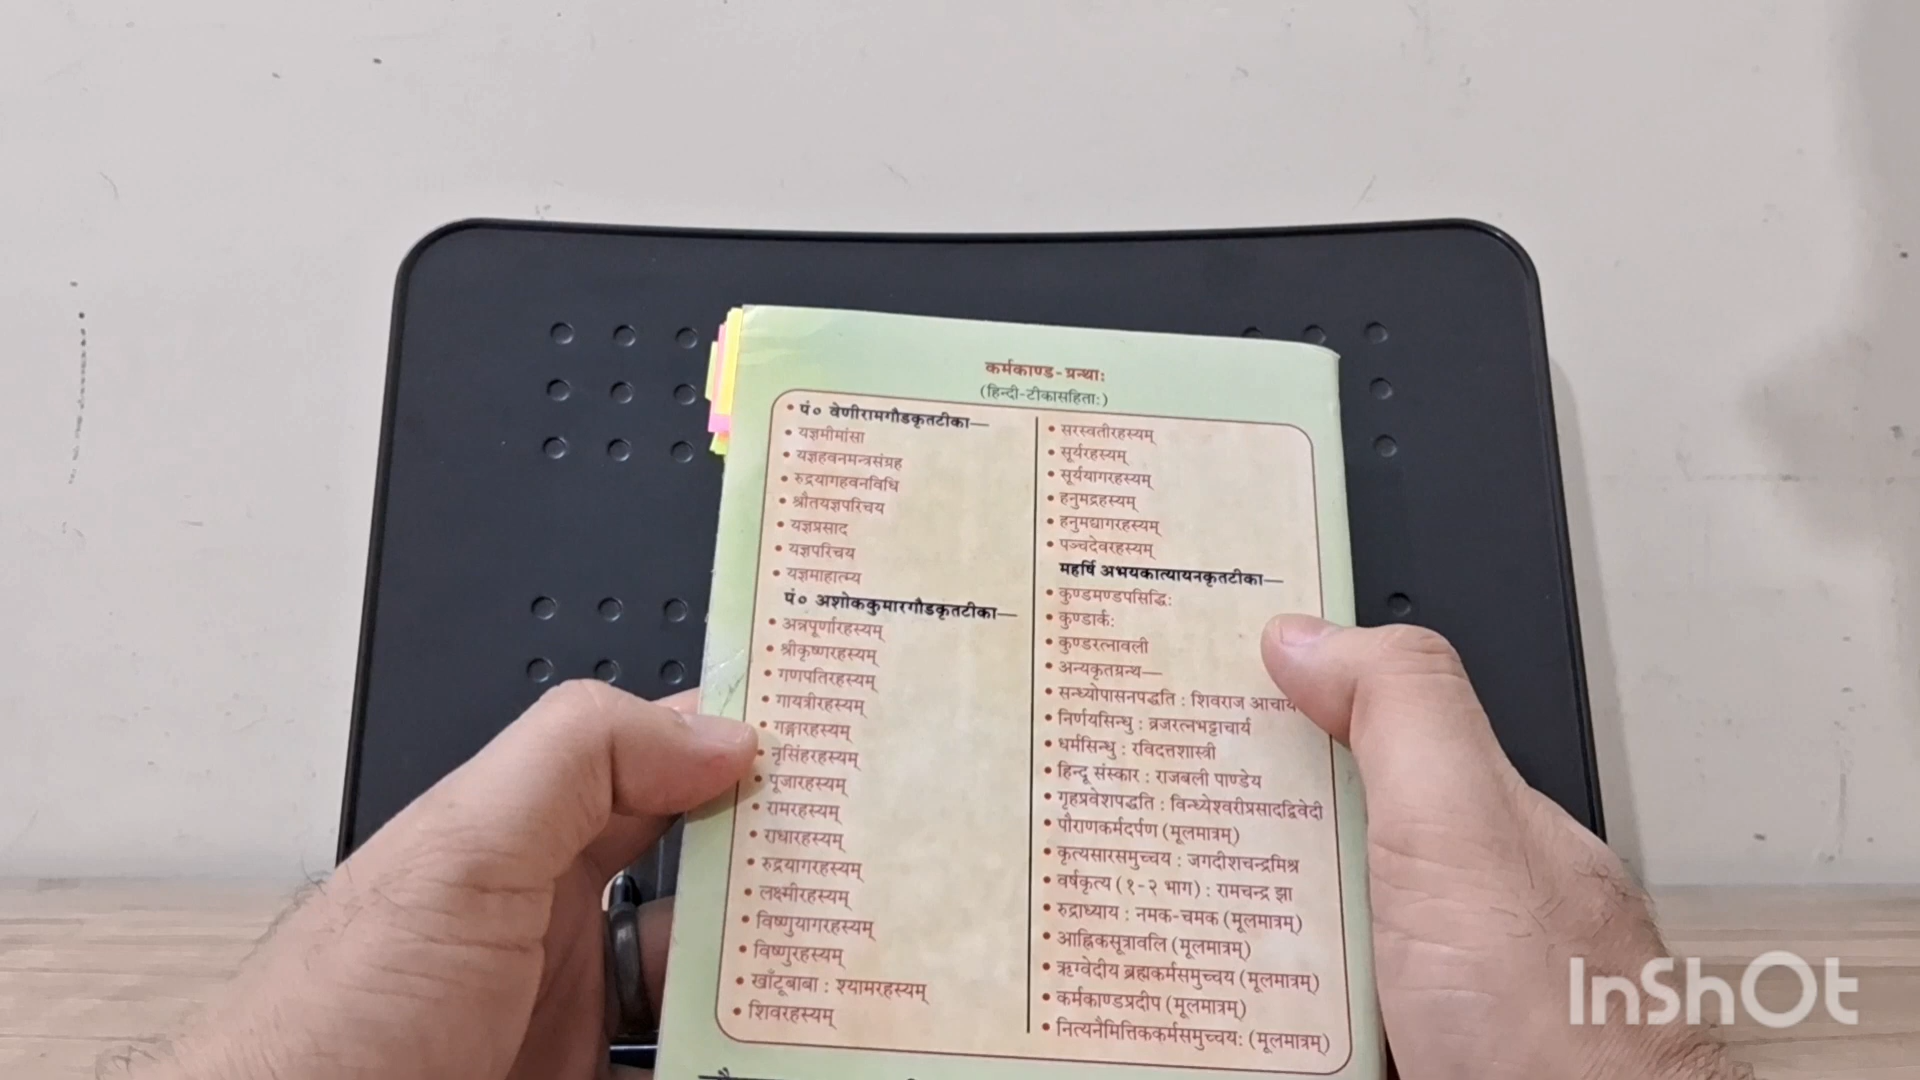 कर्मकाण्ड-ग्रन्थाः
(हिन्दी-टीकासहिताः)
• पं० वेणीरामगौडकृतटीका—
• यज्ञमीमांसा
• यज्ञहवनमन्त्रसंग्रह
• रुद्रयागहवनविधि
• श्रौतयज्ञपरिचय
• यज्ञप्रसाद
• यज्ञपरिचय
• यज्ञमाहात्म्य
पं० अशोककुमारगौडकृतटीका—
• अन्नपूर्णारहस्यम्
• श्रीकृष्णरहस्यम्
• गणपतिरहस्यम्
• गायत्रीरहस्यम्
• गङ्गारहस्यम्
• नृसिंहरहस्यम्
• पूजारहस्यम्
• रामरहस्यम्
• राधारहस्यम्
• रुद्रयागरहस्यम्
• लक्ष्मीरहस्यम्
• विष्णुयागरहस्यम्
• विष्णुरहस्यम्
• खाँटूबाबा : श्यामरहस्यम्
• शिवरहस्यम्
• सरस्वतीरहस्यम्
• सूर्यरहस्यम्
• सूर्ययागरहस्यम्
• हनुमद्रहस्यम्
• हनुमद्यागरहस्यम्
• पञ्चदेवरहस्यम्
महर्षि अभयकात्यायनकृतटीका—
• कुण्डमण्डपसिद्धिः
• कुण्डार्कः
• कुण्डरत्नावली
• अन्यकृतग्रन्थ—
• सन्ध्योपासनपद्धति : शिवराज आचार्य
• निर्णयसिन्धु : व्रजरत्नभट्टाचार्य
• धर्मसिन्धु : रविदत्तशास्त्री
• हिन्दू संस्कार : राजबली पाण्डेय
• गृहप्रवेशपद्धति : विन्ध्येश्वरीप्रसादद्विवेदी
• पौराणकर्मदर्पण (मूलमात्रम्)
• कृत्यसारसमुच्चय : जगदीशचन्द्रमिश्र
• वर्षकृत्य (१-२ भाग) : रामचन्द्र झा
• रुद्राध्याय : नमक-चमक (मूलमात्रम्)
• आह्निकसूत्रावलि (मूलमात्रम्)
• ऋग्वेदीय ब्रह्मकर्मसमुच्चय (मूलमात्रम्)
• कर्मकाण्डप्रदीप (मूलमात्रम्)
• नित्यनैमित्तिककर्मसमुच्चयः (मूलमात्रम्)
InShOt